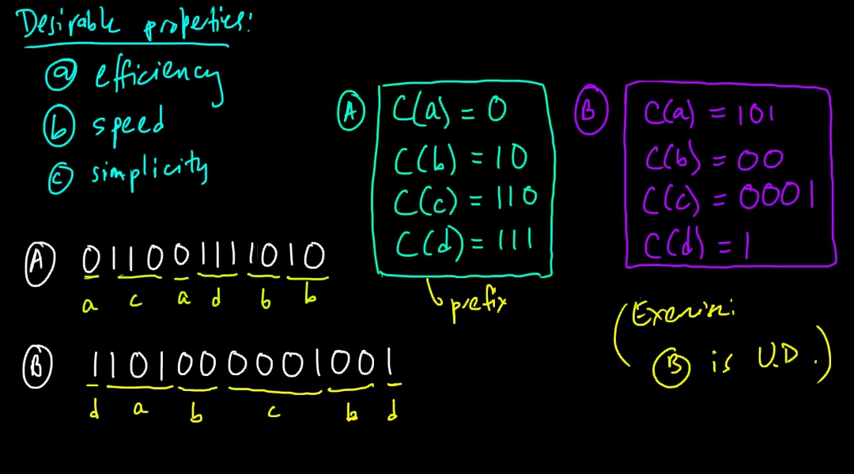 Desirable properties:
(a) efficiency
(b) speed
(c) simplicity
(A)
C(a) = 0
C(b) = 10
C(c) = 110
C(d) = 111
prefix
(B)
C(a) = 101
C(b) = 00
C(c) = 0001
C(d) = 1
(Exercise:
(B) is U.D.)
(A) 0110011111010
a c a d b b
(B) 1101000001001
d a b c b d